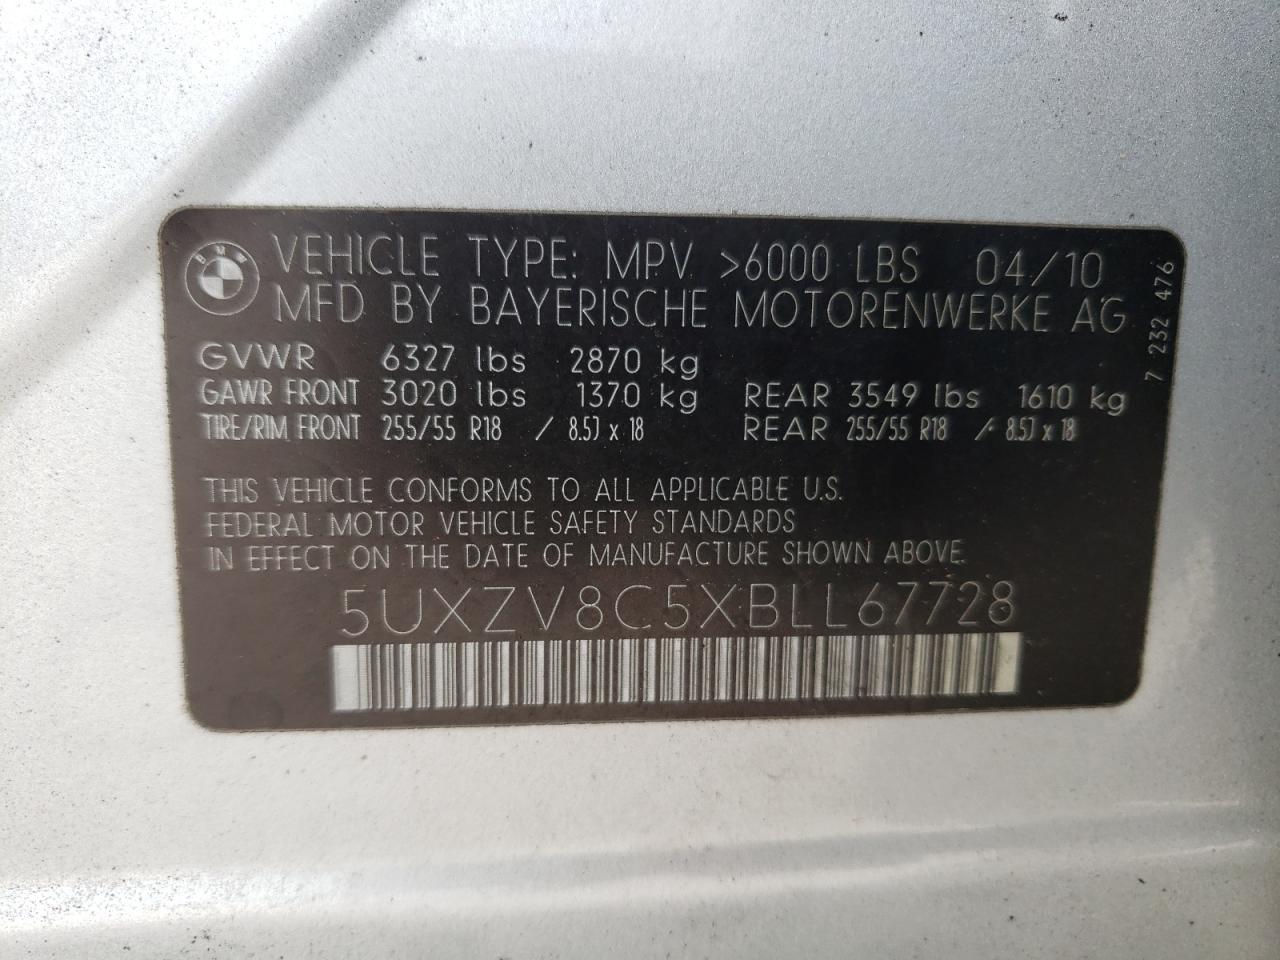 BMW
VEHICLE TYPE: MPV >6000 LBS 04/10
MFD BY BAYERISCHE MOTORENWERKE AG
GVWR 6327 lbs 2870 kg
GAWR FRONT 3020 lbs 1370 kg REAR 3549 lbs 1610 kg
TIRE/RIM FRONT 255/55 R18 / 8.5J x 18 REAR 255/55 R18 / 8.5J x 18
THIS VEHICLE CONFORMS TO ALL APPLICABLE U.S.
FEDERAL MOTOR VEHICLE SAFETY STANDARDS
IN EFFECT ON THE DATE OF MANUFACTURE SHOWN ABOVE.
5UXZV8C5XBLL67728
7 232 476